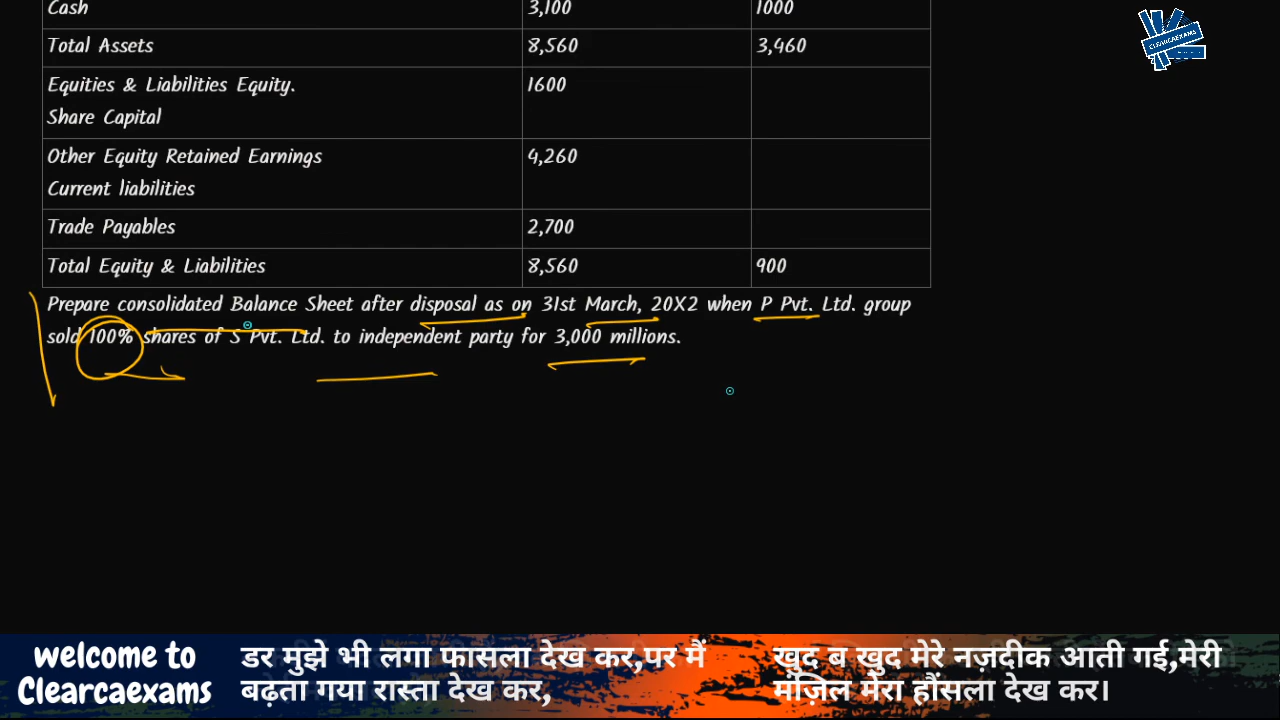 Cash 3,100 1000
Total Assets 8,560 3,460
Equities & Liabilities Equity. 1600
Share Capital
Other Equity Retained Earnings 4,260
Current liabilities
Trade Payables 2,700
Total Equity & Liabilities 8,560 900
Prepare consolidated Balance Sheet after disposal as on 31st March, 20X2 when P Pvt. Ltd. group
sold 100% shares of S Pvt. Ltd. to independent party for 3,000 millions.
CLEARCAEXAMS
welcome to
Clearcaexams
डर मुझे भी लगा फासला देख कर,पर मैं
बढ़ता गया रास्ता देख कर,
खुद ब खुद मेरे नज़दीक आती गई,मेरी
मंज़िल मेरा हौंसला देख कर।